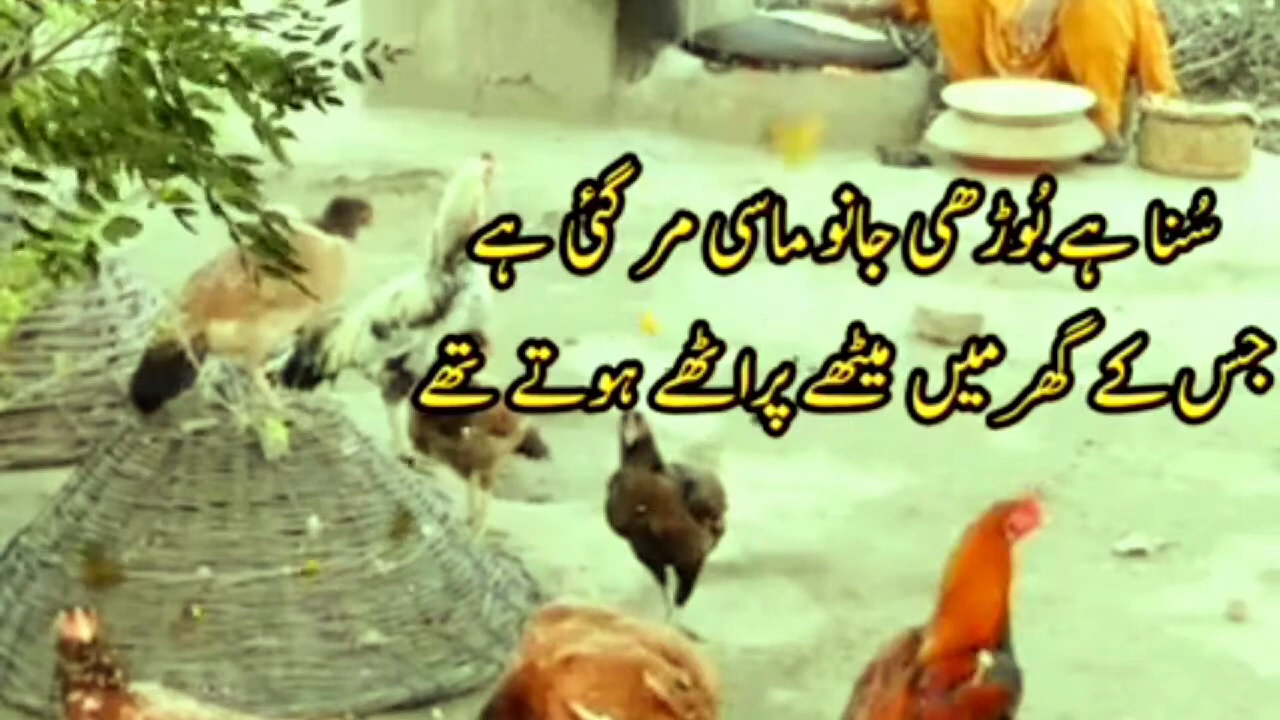 سُنا ہے بُوڑھی جانو ماسی مر گئی ہے
جس کے گھر میں میٹھے پراٹھے ہوتے تھے